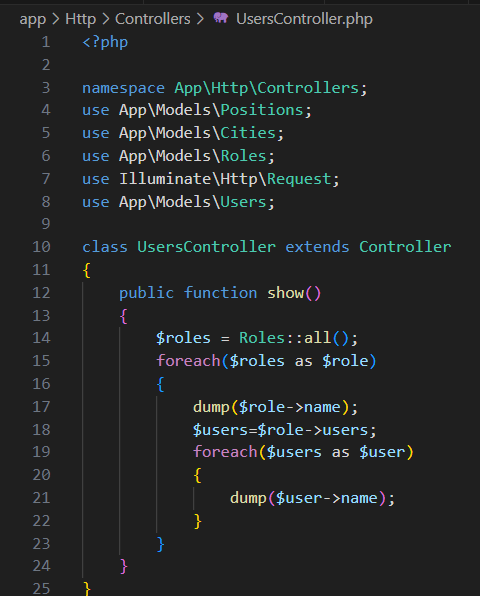 app > Http > Controllers > UsersController.php
1 <?php
2
3 namespace App\Http\Controllers;
4 use App\Models\Positions;
5 use App\Models\Cities;
6 use App\Models\Roles;
7 use Illuminate\Http\Request;
8 use App\Models\Users;
9
10 class UsersController extends Controller
11 {
12     public function show()
13     {
14         $roles = Roles::all();
15         foreach($roles as $role)
16         {
17             dump($role->name);
18             $users=$role->users;
19             foreach($users as $user)
20             {
21                 dump($user->name);
22             }
23         }
24     }
25 }